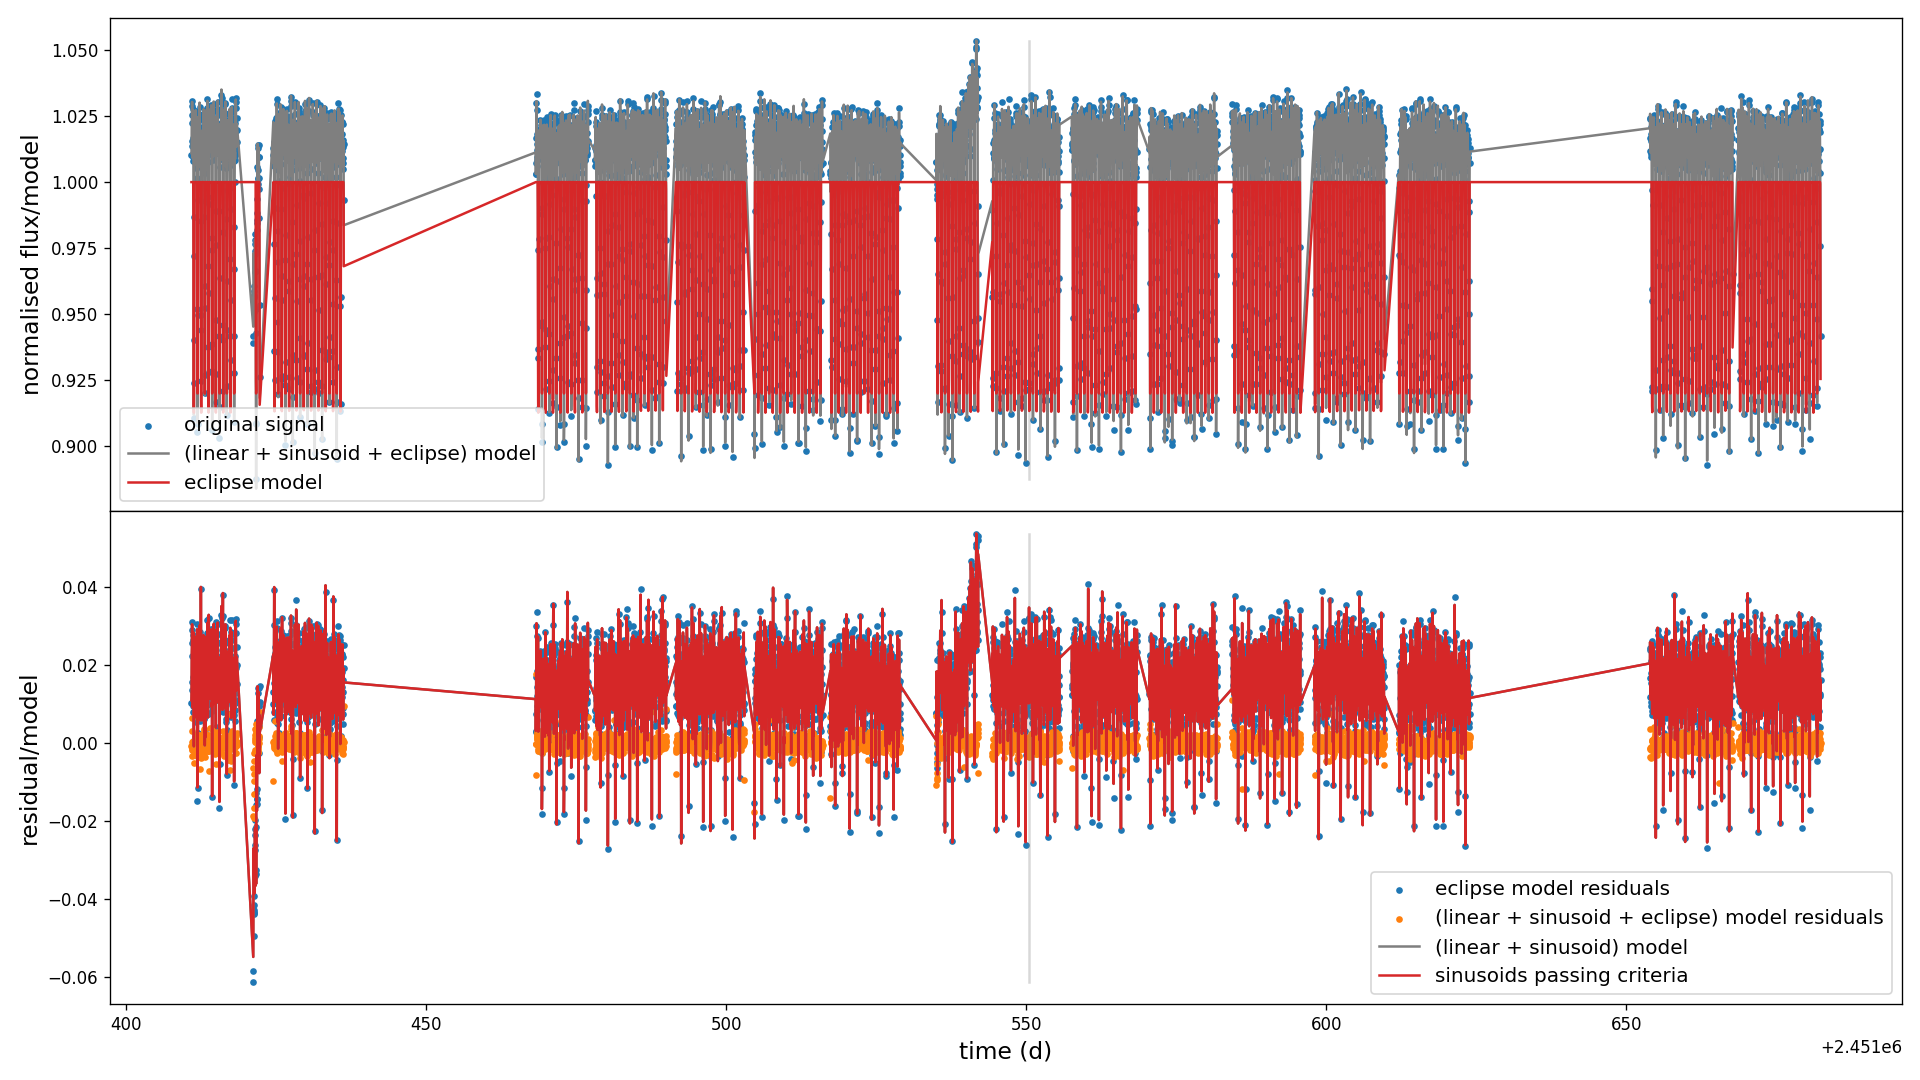 1.050
1.025
1.000
0.975
0.950
0.925
0.900
normalised flux/model
original signal
(linear + sinusoid + eclipse) model
eclipse model
0.04
0.02
0.00
−0.02
−0.04
−0.06
residual/model
eclipse model residuals
(linear + sinusoid + eclipse) model residuals
(linear + sinusoid) model
sinusoids passing criteria
400
450
500
550
600
650
time (d)
+2.451e6